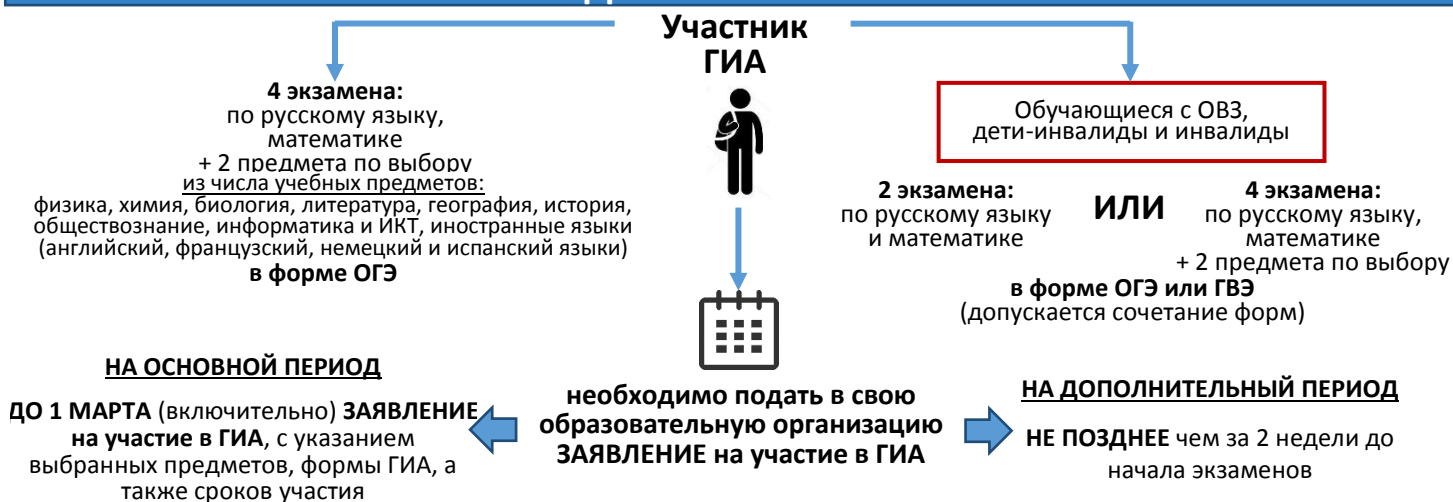 Участник
ГИА
4 экзамена:
по русскому языку,
математике
+ 2 предмета по выбору
из числа учебных предметов:
физика, химия, биология, литература, география, история,
обществознание, информатика и ИКТ, иностранные языки
(английский, французский, немецкий и испанский языки)
в форме ОГЭ
Обучающиеся с ОВЗ,
дети-инвалиды и инвалиды
2 экзамена:
по русскому языку
и математике
ИЛИ
4 экзамена:
по русскому языку,
математике
+ 2 предмета по выбору
в форме ОГЭ или ГВЭ
(допускается сочетание форм)
НА ОСНОВНОЙ ПЕРИОД
ДО 1 МАРТА (включительно) ЗАЯВЛЕНИЕ
на участие в ГИА, с указанием
выбранных предметов, формы ГИА, а
также сроков участия
необходимо подать в свою
образовательную организацию
ЗАЯВЛЕНИЕ на участие в ГИА
НА ДОПОЛНИТЕЛЬНЫЙ ПЕРИОД
НЕ ПОЗДНЕЕ чем за 2 недели до
начала экзаменов